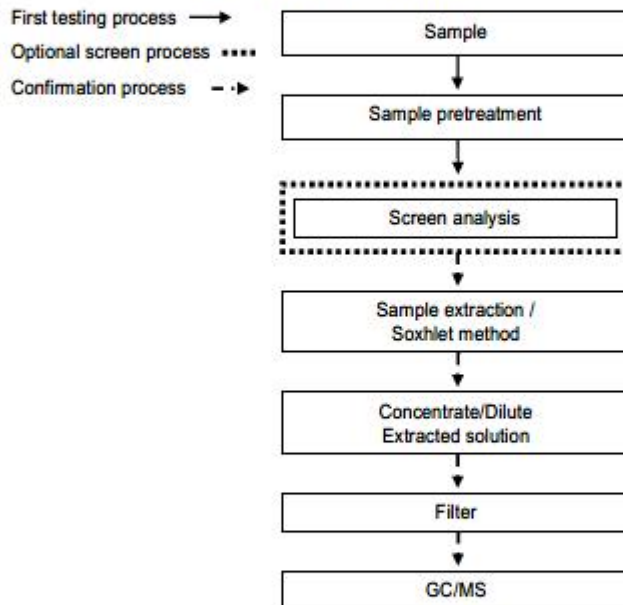 First testing process
Optional screen process
Confirmation process
Sample
Sample pretreatment
Screen analysis
Sample extraction /
Soxhlet method
Concentrate/Dilute
Extracted solution
Filter
GC/MS